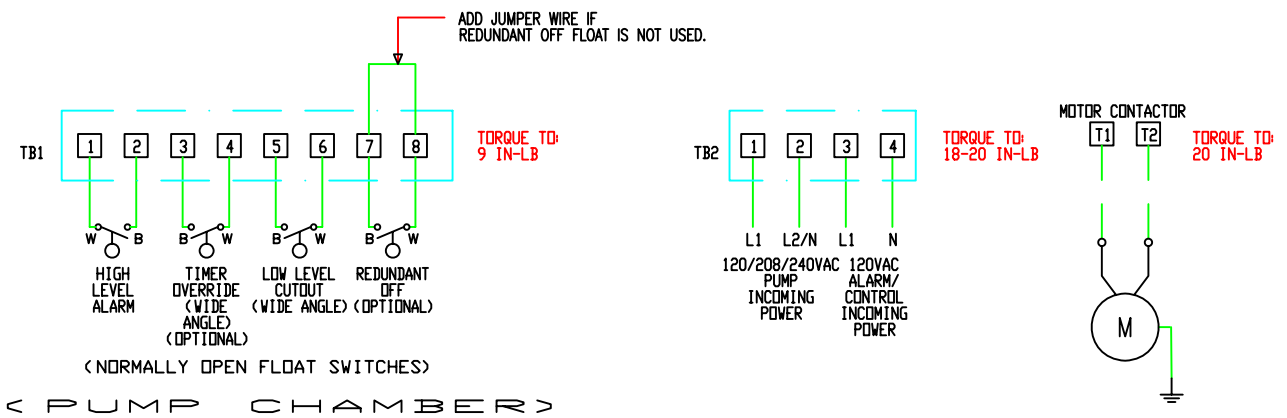 ADD JUMPER WIRE IF
REDUNDANT OFF FLOAT IS NOT USED.
TB1
1 2 3 4 5 6 7 8
TORQUE TO:
9 IN-LB
W B B W B W B W
HIGH
LEVEL
ALARM
TIMER
OVERRIDE
(WIDE
ANGLE)
(OPTIONAL)
LOW LEVEL
CUTOUT
(WIDE ANGLE)
REDUNDANT
OFF
(OPTIONAL)
(NORMALLY OPEN FLOAT SWITCHES)
< PUMP CHAMBER>
TB2
1 2 3 4
TORQUE TO:
18-20 IN-LB
L1 L2/N L1 N
120/208/240VAC
PUMP
INCOMING
POWER
120VAC
ALARM/
CONTROL
INCOMING
POWER
MOTOR CONTACTOR
T1 T2
TORQUE TO:
20 IN-LB
M